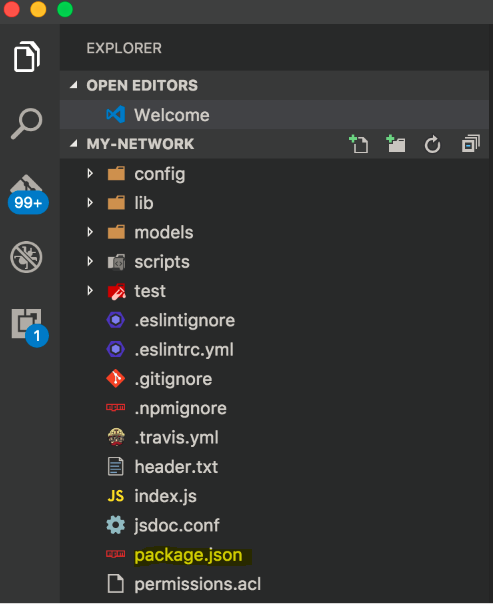 EXPLORER
OPEN EDITORS
Welcome
MY-NETWORK
config
lib
models
99+
scripts
test
.eslintignore
1
.eslintrc.yml
.gitignore
.npmignore
.travis.yml
header.txt
JS index.js
jsdoc.conf
package.json
permissions.acl